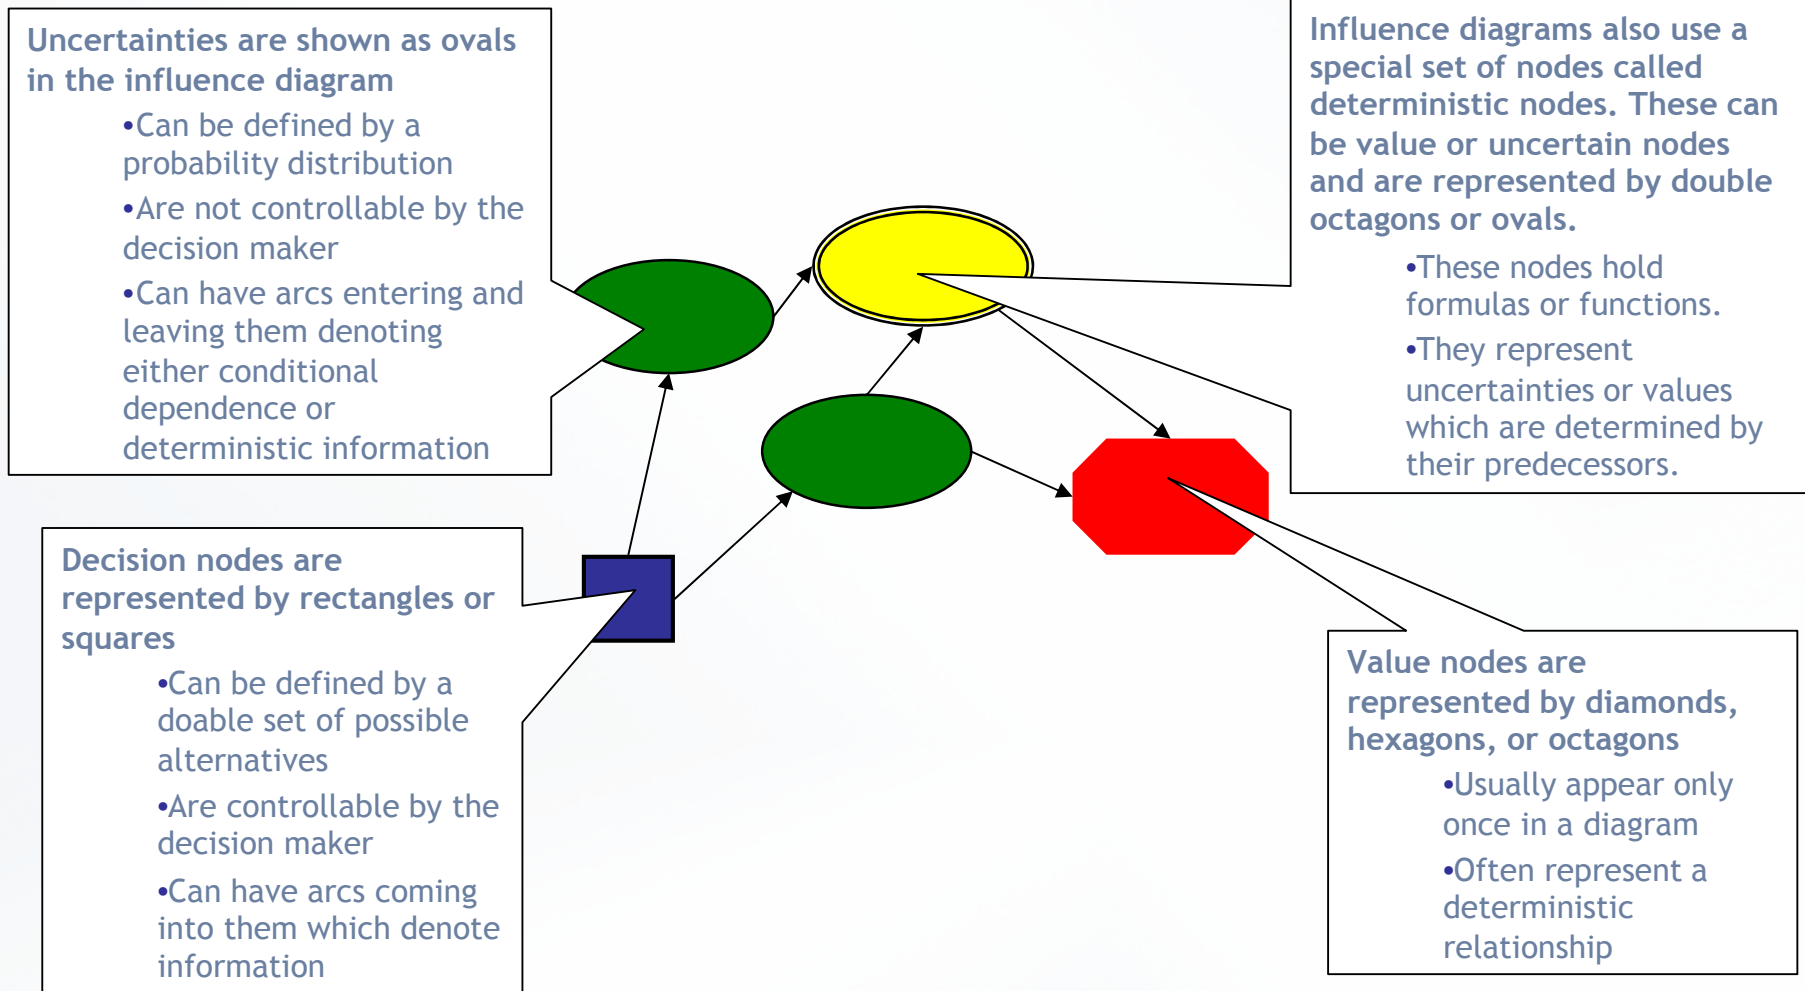 Uncertainties are shown as ovals
in the influence diagram
•Can be defined by a
probability distribution
•Are not controllable by the
decision maker
•Can have arcs entering and
leaving them denoting
either conditional
dependence or
deterministic information
Influence diagrams also use a
special set of nodes called
deterministic nodes. These can
be value or uncertain nodes
and are represented by double
octagons or ovals.
•These nodes hold
formulas or functions.
•They represent
uncertainties or values
which are determined by
their predecessors.
Decision nodes are
represented by rectangles or
squares
•Can be defined by a
doable set of possible
alternatives
•Are controllable by the
decision maker
•Can have arcs coming
into them which denote
information
Value nodes are
represented by diamonds,
hexagons, or octagons
•Usually appear only
once in a diagram
•Often represent a
deterministic
relationship